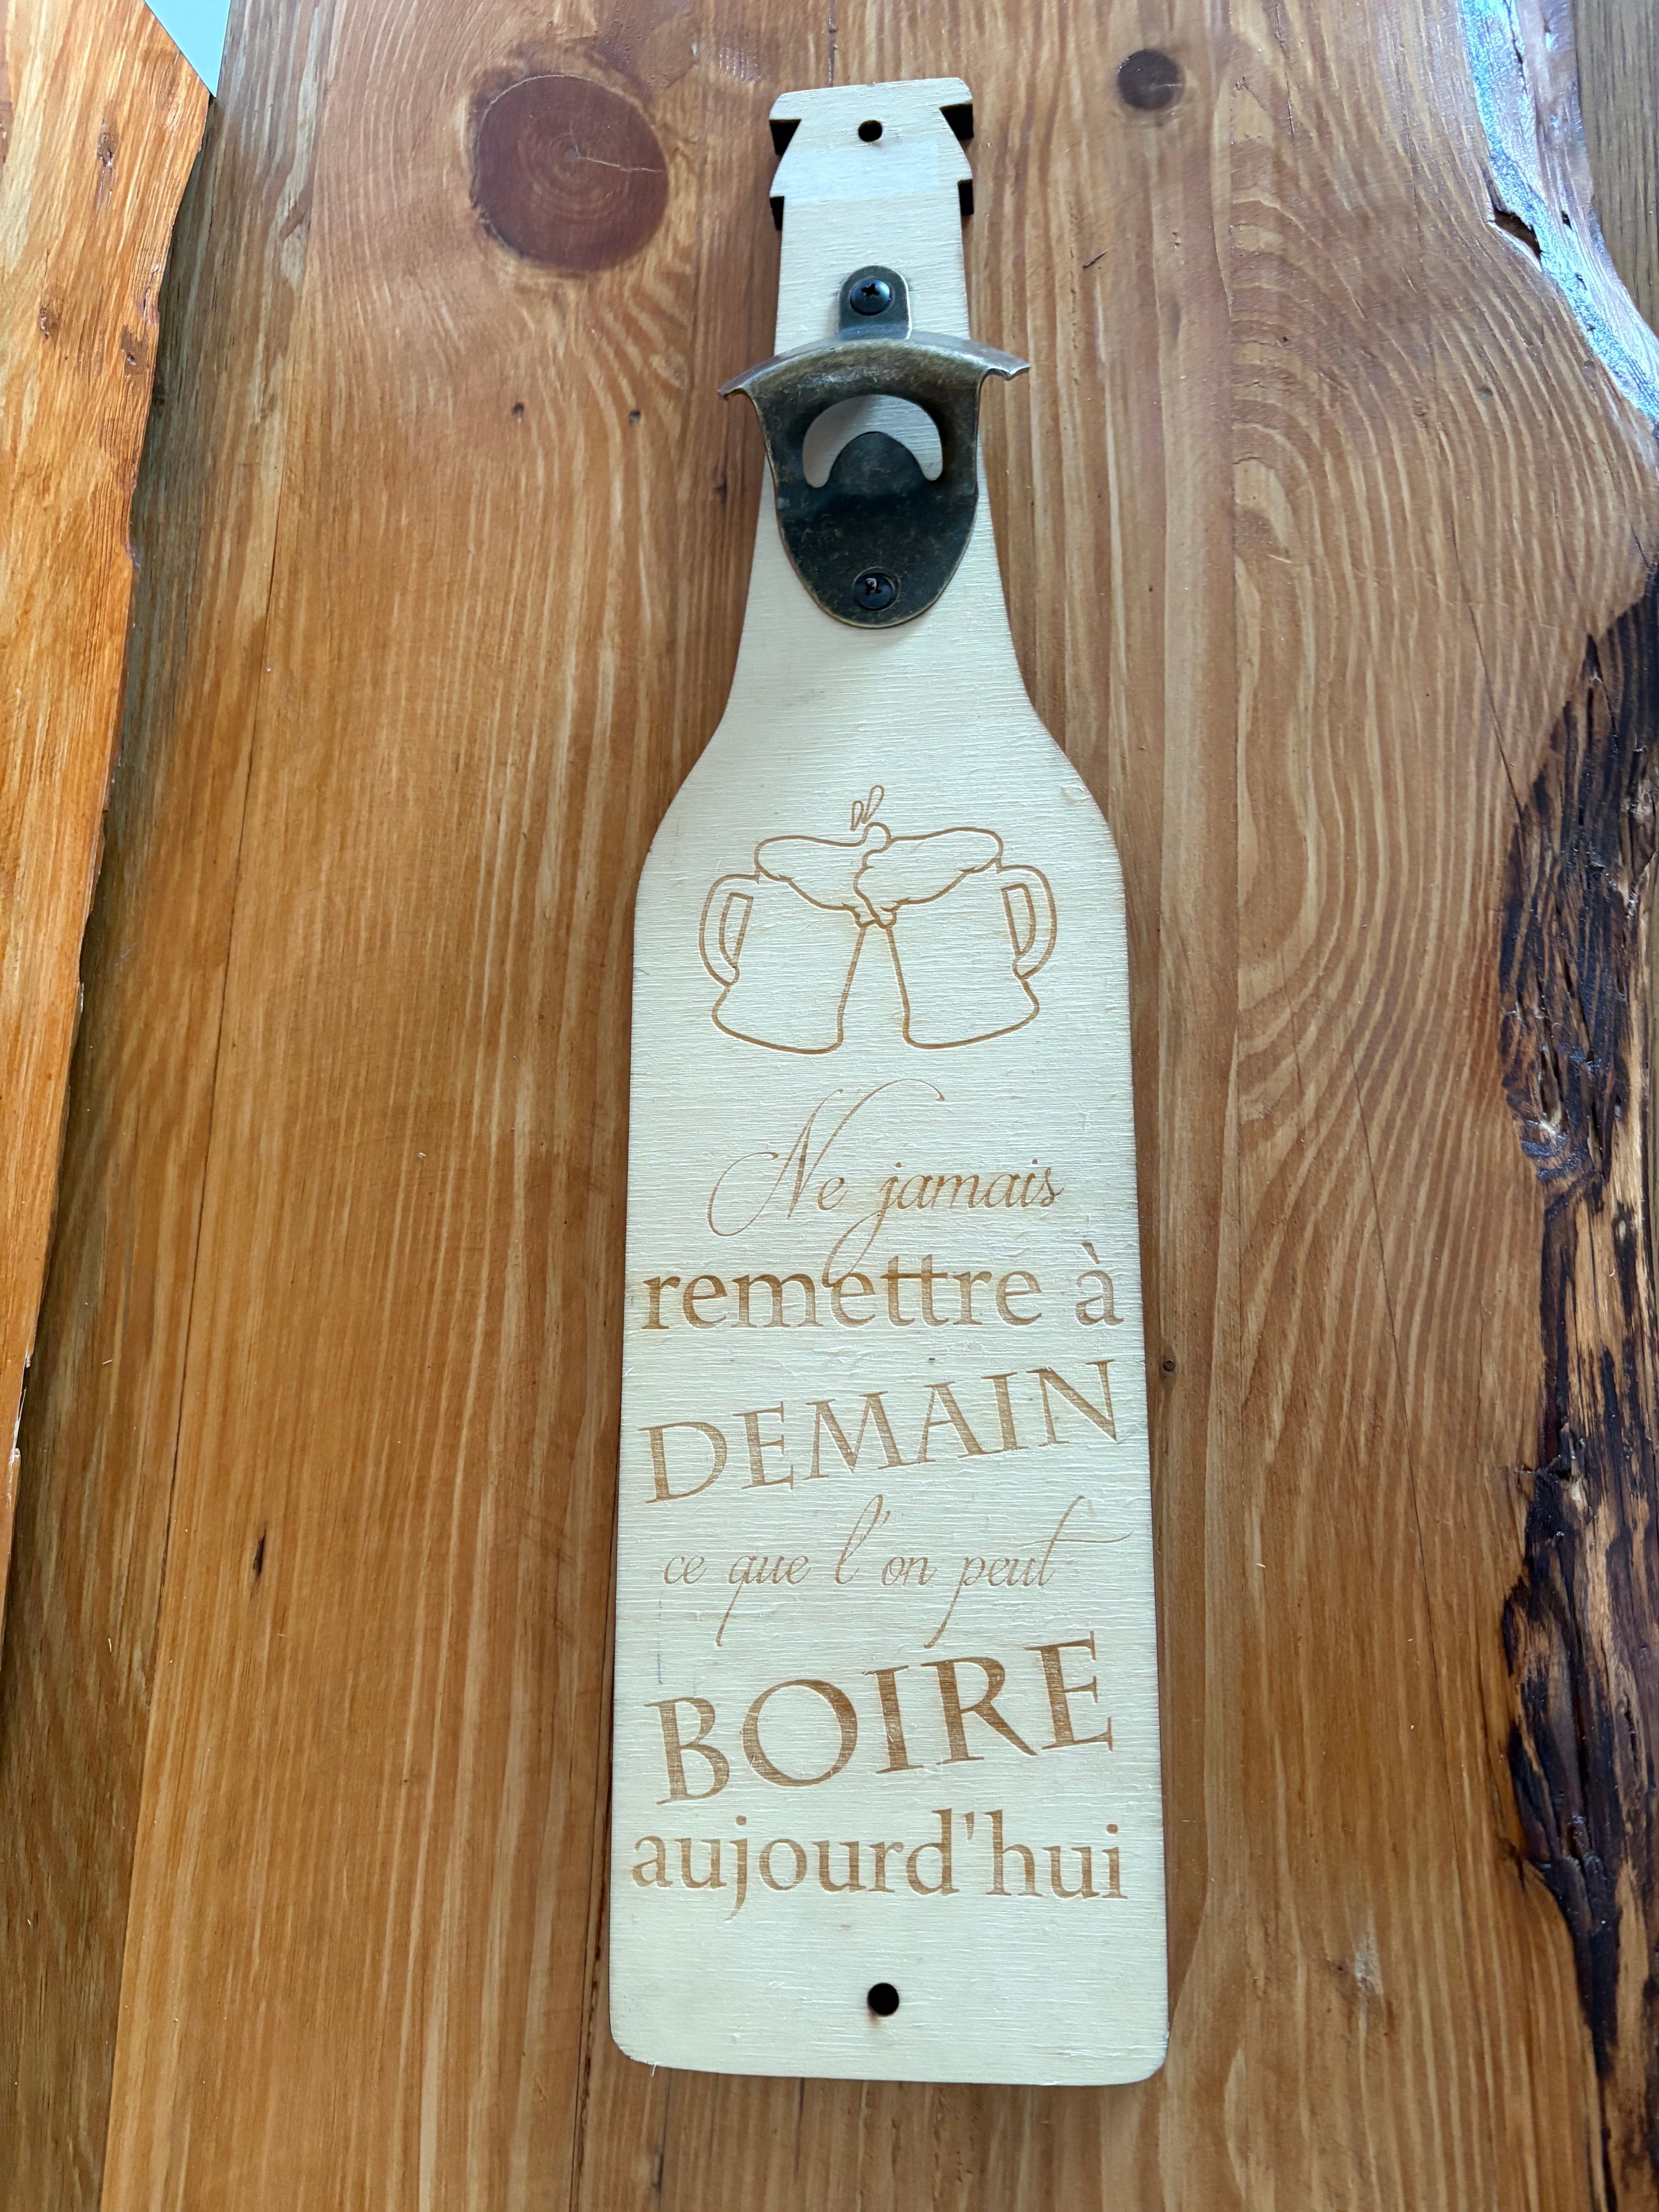 Ne jamais
remettre à
DEMAIN
ce que l'on peut
BOIRE
aujourd'hui